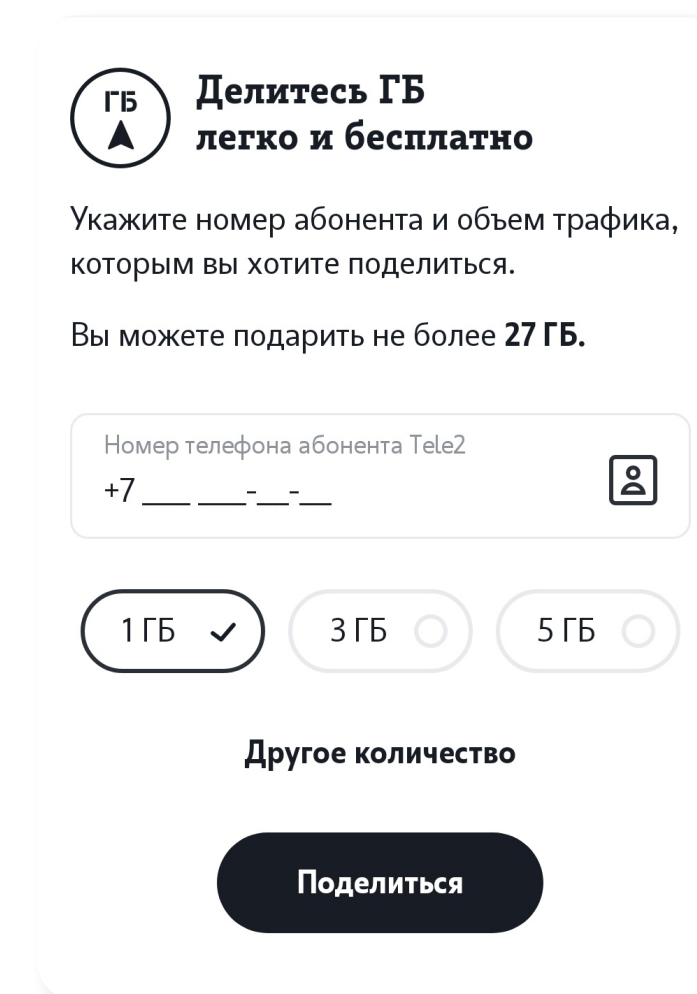 ГБ
Делитесь ГБ
легко и бесплатно
Укажите номер абонента и объем трафика,
которым вы хотите поделиться.
Вы можете подарить не более 27 ГБ.
Номер телефона абонента Tele2
+7 ___ ___-__-__
1 ГБ
3 ГБ
5 ГБ
Другое количество
Поделиться